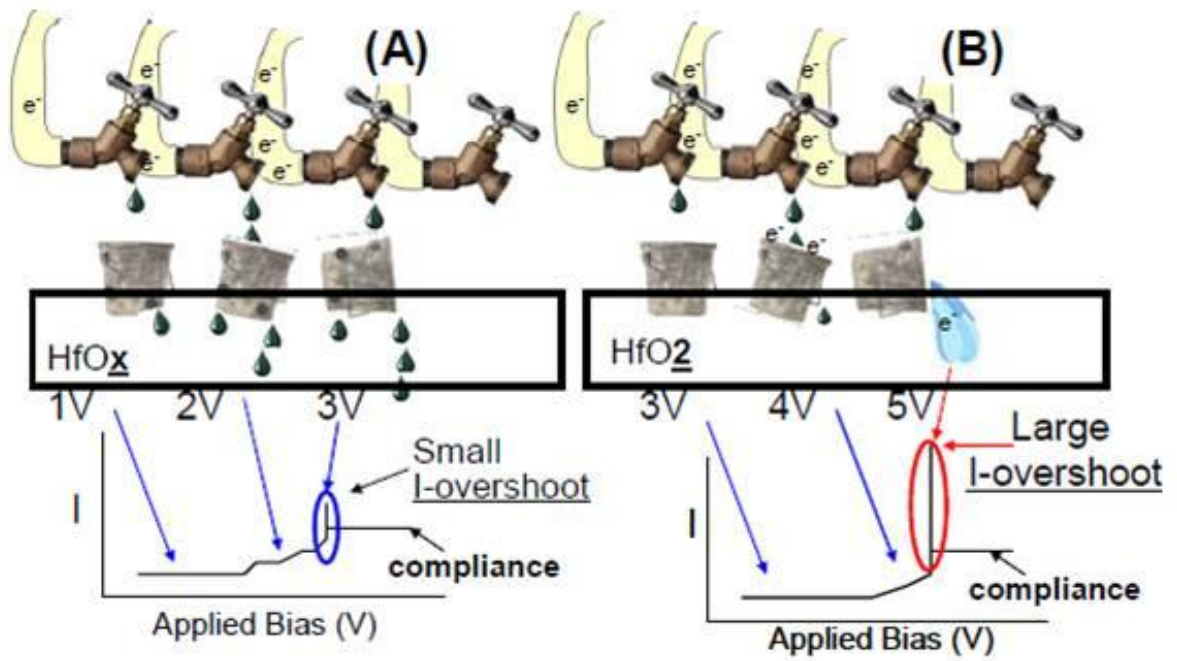 (A)
e-
e-
e-
e-
e-
e-
e-
HfOx
1V 2V 3V
Small
I-overshoot
I
compliance
Applied Bias (V)
(B)
e-
e-
e-
e-
e-
e-
e-
e-
e-
HfO2
3V 4V 5V
Large
I-overshoot
I
compliance
Applied Bias (V)